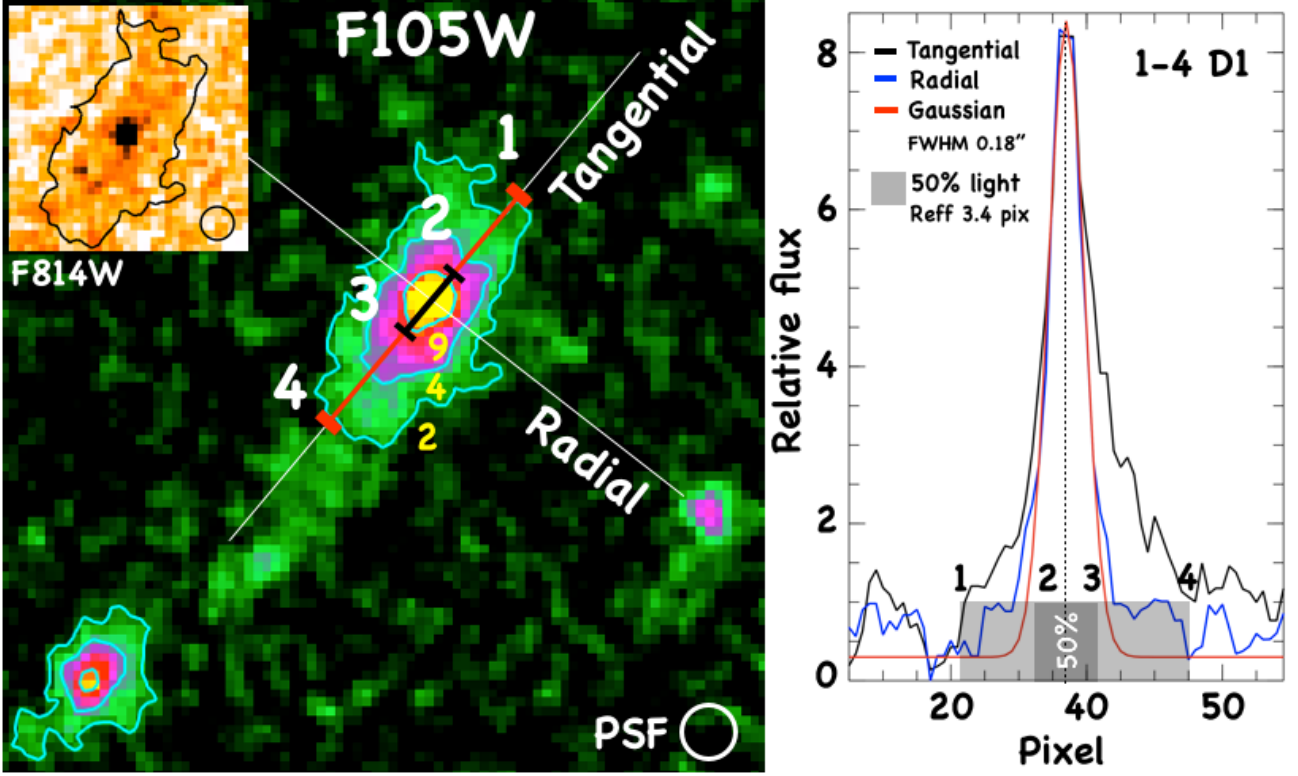 F105W
F814W
Tangential
Radial
1
2
3
4
9
4
2
PSF
1-4 D1
Tangential
Radial
Gaussian
FWHM 0.18”
50% light
Reff 3.4 pix
Relative flux
8
6
4
2
0
1
2
3
4
50%
20
40
50
Pixel